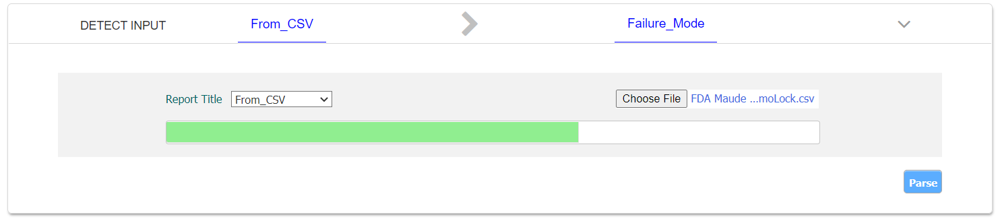 DETECT INPUT From_CSV Failure_Mode
Report Title From_CSV Choose File FDA Maude ...moLock.csv
Parse